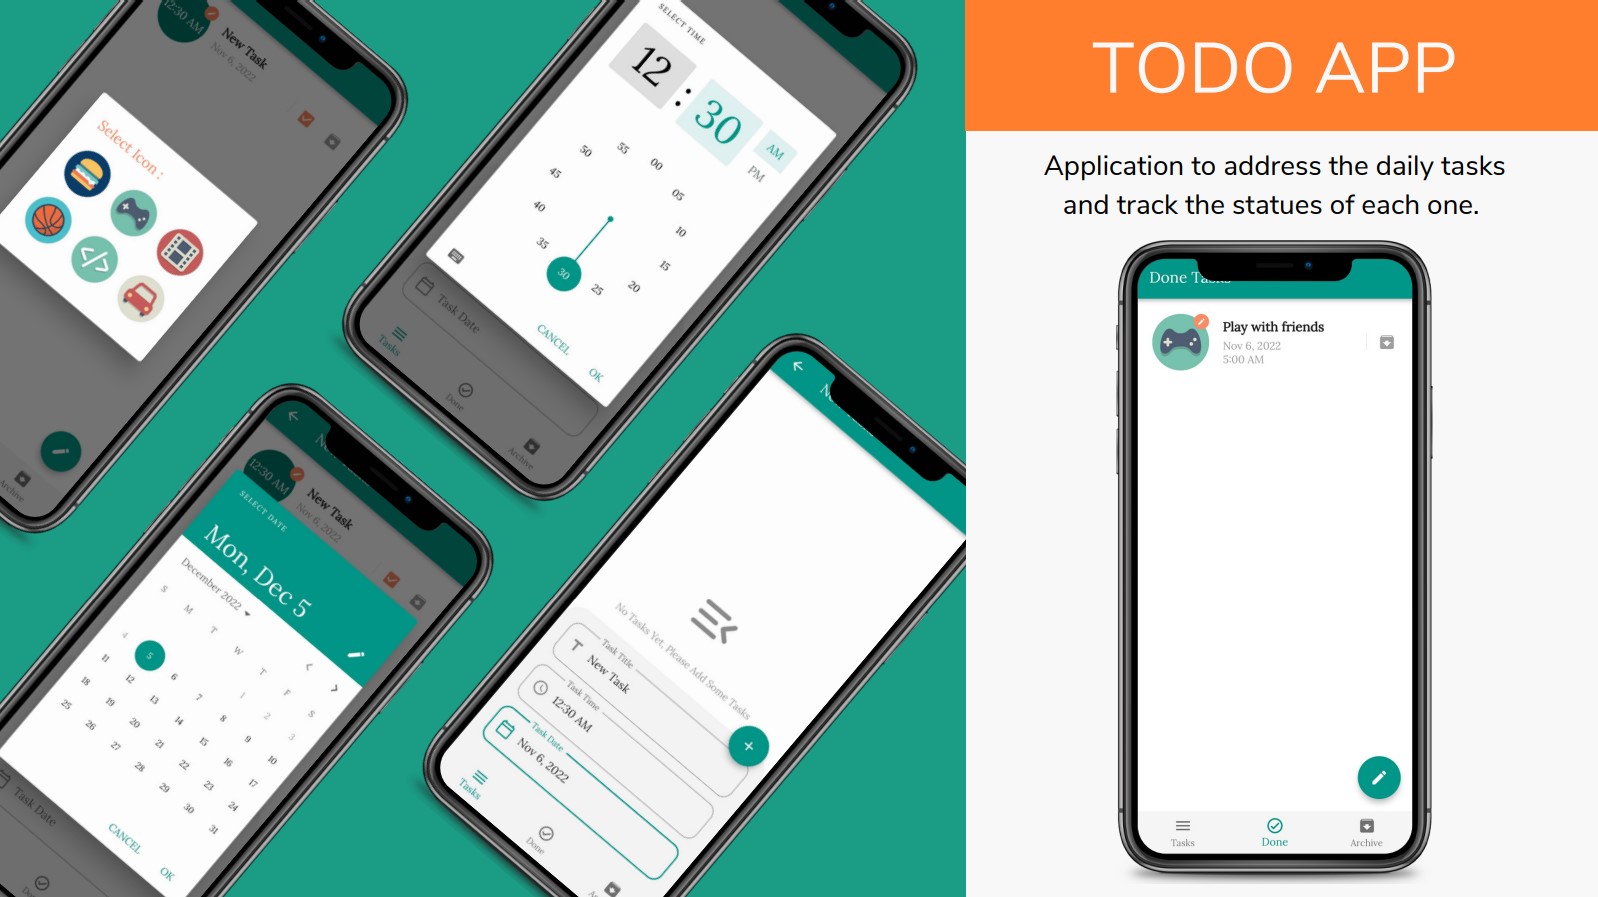 12:30 AM
New Task
Nov 6, 2022
Select Icon :
Archive
SELECT TIME
12 : 30
AM
PM
00
05
10
15
20
25
30
35
40
45
50
55
CANCEL
OK
Task Date
Tasks
Done
Archive
12:30 AM
New Task
Nov 6, 2022
SELECT DATE
Mon, Dec 5
December 2022
S M T W T F S
1 2 3
4 5 6 7 8 9 10
11 12 13 14 15 16 17
18 19 20 21 22 23 24
25 26 27 28 29 30 31
CANCEL
OK
Task Date
No Tasks Yet, Please Add Some Tasks
Task Title
New Task
Task Time
12:30 AM
Task Date
Nov 6, 2022
Tasks
Done
TODO APP
Application to address the daily tasks
and track the statues of each one.
Done Tasks
Play with friends
Nov 6, 2022
5:00 AM
Tasks
Done
Archive